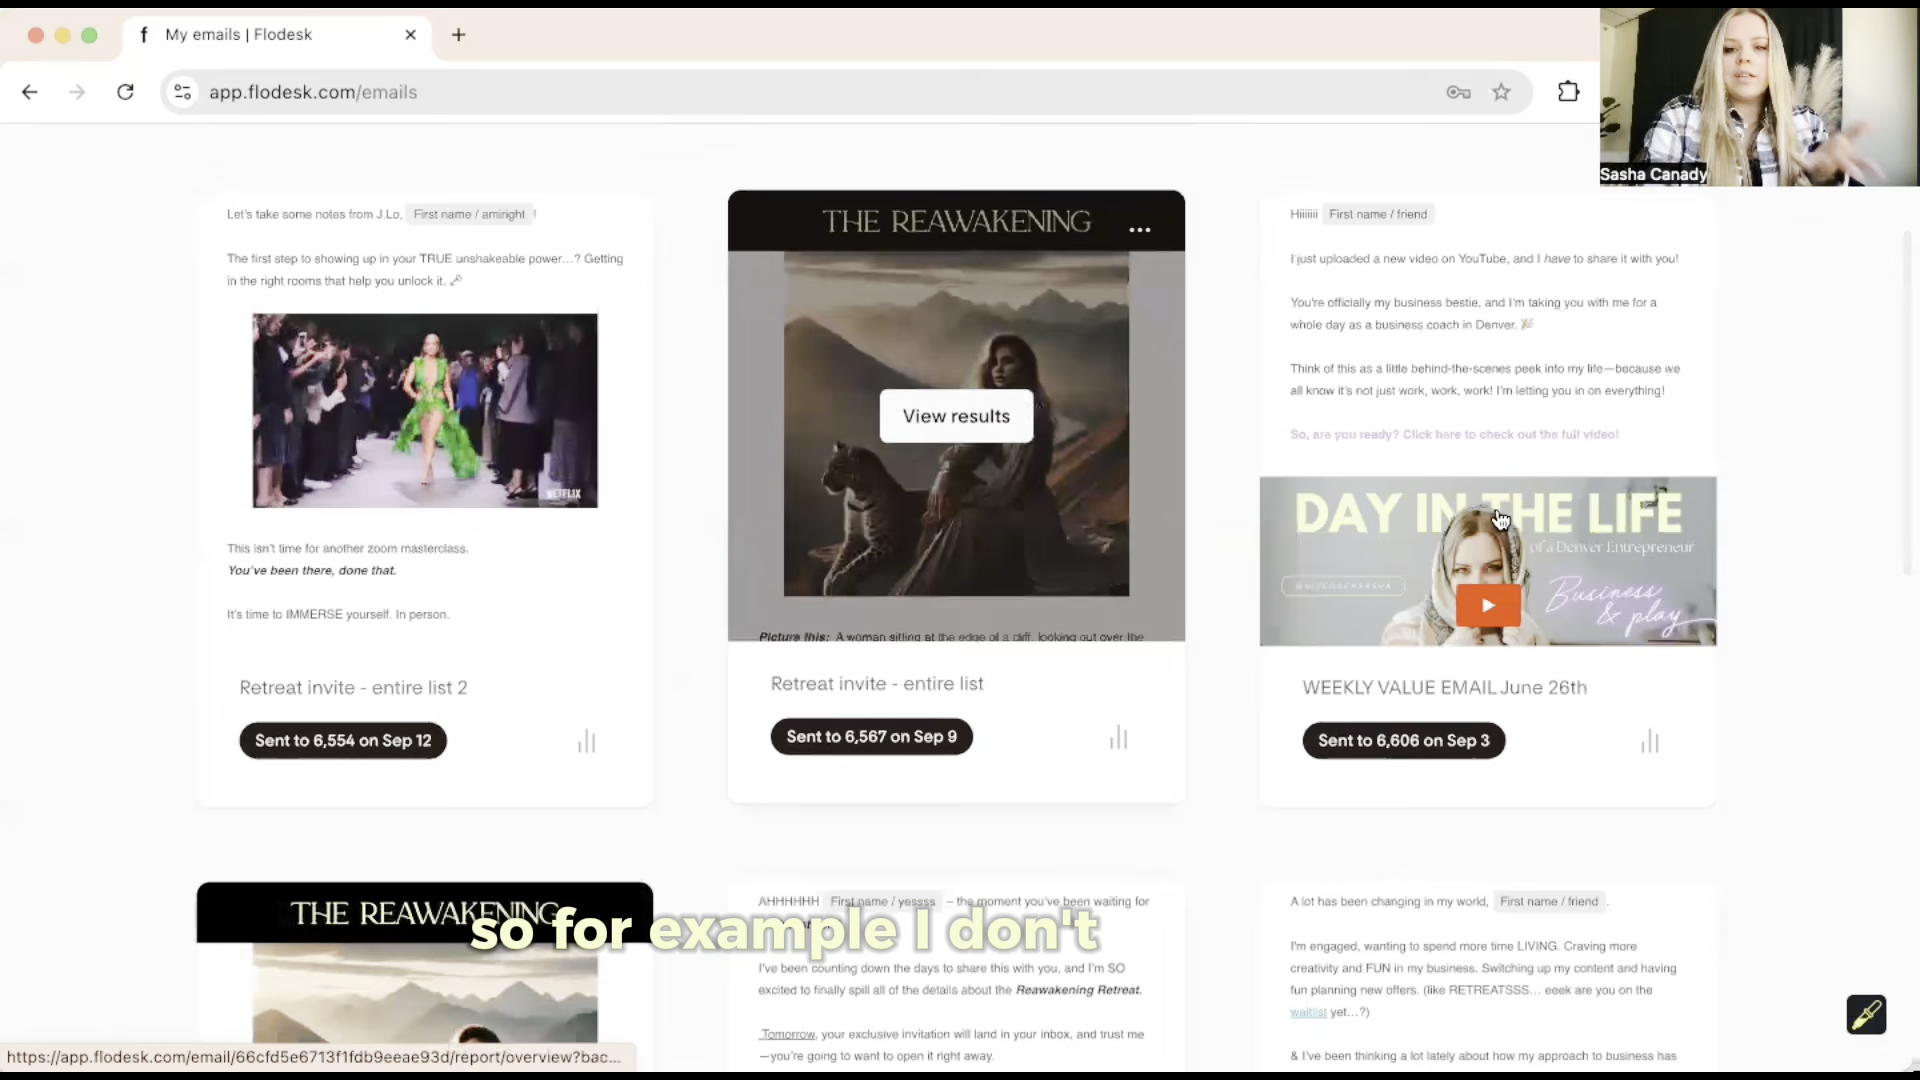 f My emails | Flodesk
app.flodesk.com/emails
Sasha Canady
Let's take some notes from J.Lo, First name / amiright !
The first step to showing up in your TRUE unshakeable power...? Getting
in the right rooms that help you unlock it. 🗝️
NETFLIX
This isn't time for another zoom masterclass.
You've been there, done that.
It's time to IMMERSE yourself. In person.
Retreat invite - entire list 2
Sent to 6,554 on Sep 12
THE REAWAKENING
View results
Picture this: A woman sitting at the edge of a cliff, looking out over the
Retreat invite - entire list
Sent to 6,567 on Sep 9
Hiiiiiii First name / friend
I just uploaded a new video on YouTube, and I have to share it with you!
You're officially my business bestie, and I'm taking you with me for a
whole day as a business coach in Denver. 🎉
Think of this as a little behind-the-scenes peek into my life—because we
all know it's not just work, work, work! I'm letting you in on everything!
So, are you ready? Click here to check out the full video!
DAY IN THE LIFE
of a Denver Entrepreneur
Business
& play
WEEKLY VALUE EMAIL June 26th
Sent to 6,606 on Sep 3
THE REAWAKENING
AHHHHHH First name / yessss – the moment you've been waiting for
I've been counting down the days to share this with you, and I'm SO
excited to finally spill all of the details about the Reawakening Retreat.
Tomorrow, your exclusive invitation will land in your inbox, and trust me
—you're going to want to open it right away.
A lot has been changing in my world, First name / friend .
I'm engaged, wanting to spend more time LIVING. Craving more
creativity and FUN in my business. Switching up my content and having
fun planning new offers. (like RETREATSSS... eeek are you on the
waitlist yet...?)
& I've been thinking a lot lately about how my approach to business has
so for example I don't
https://app.flodesk.com/email/66cfd5e6713f1fdb9eeae93d/report/overview?bac...